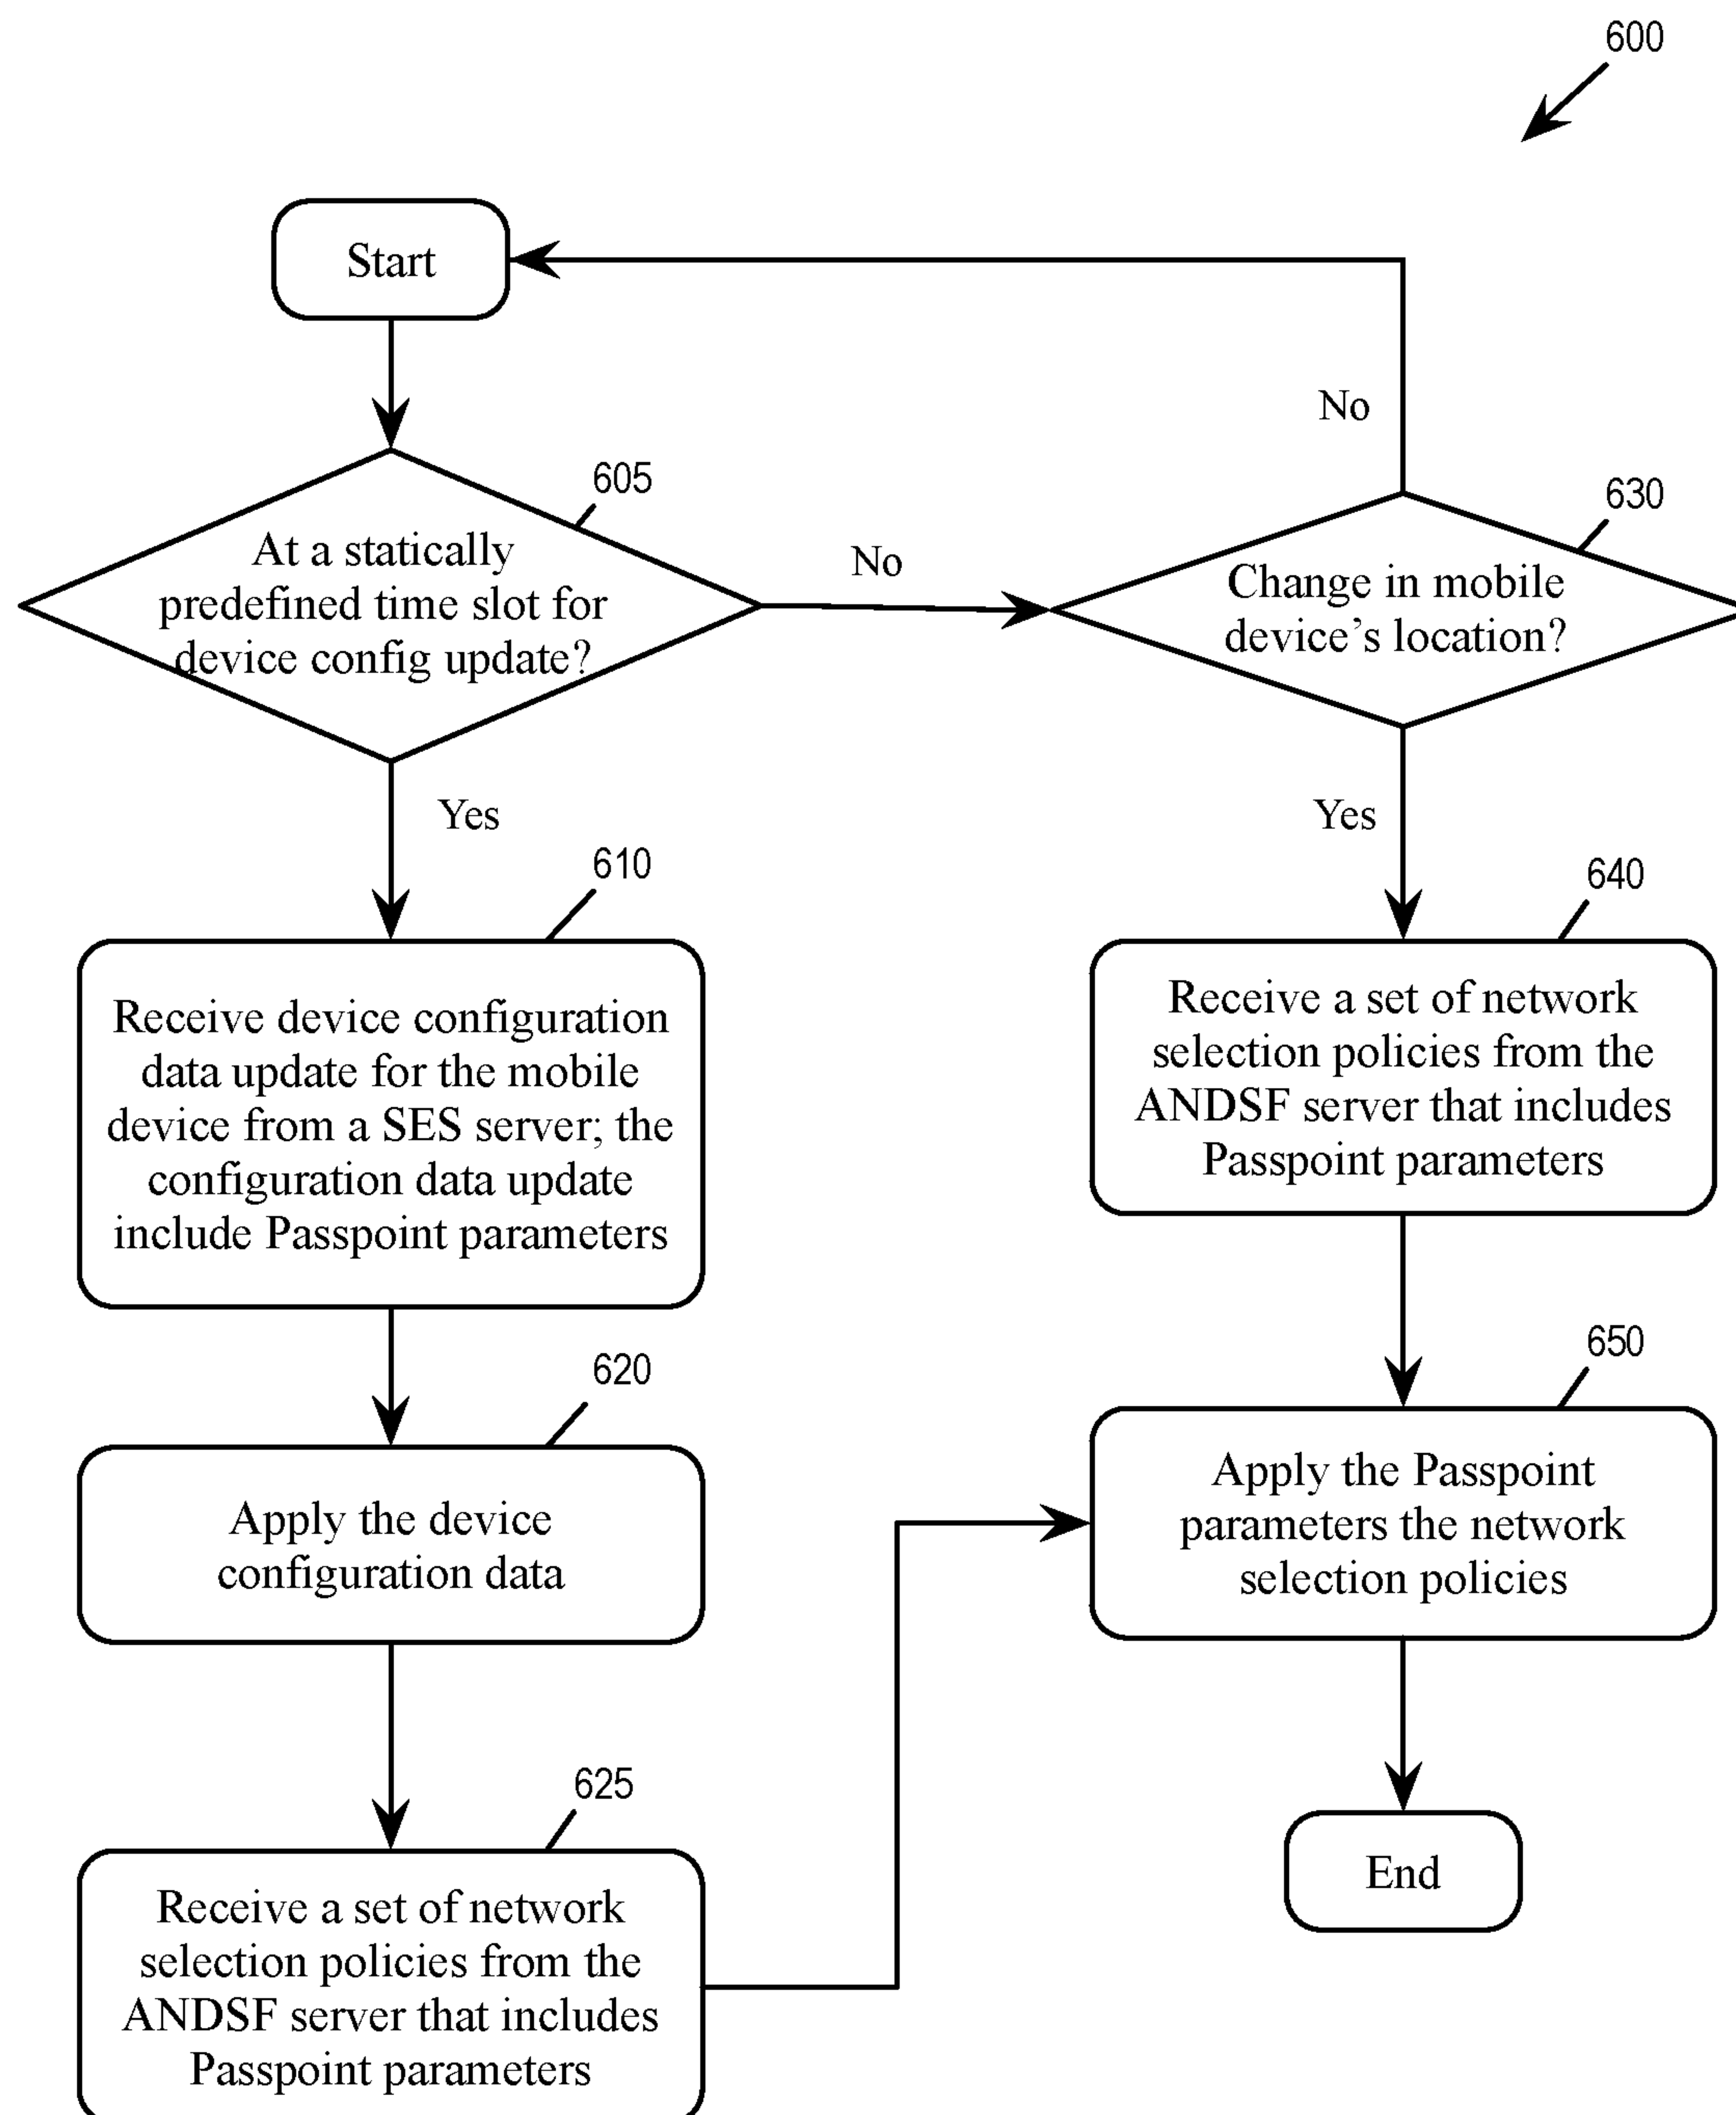 600
Start
605
At a statically
predefined time slot for
device config update?
No
No
630
Change in mobile
device's location?
Yes
Yes
610
Receive device configuration
data update for the mobile
device from a SES server; the
configuration data update
include Passpoint parameters
640
Receive a set of network
selection policies from the
ANDSF server that includes
Passpoint parameters
620
Apply the device
configuration data
650
Apply the Passpoint
parameters the network
selection policies
625
Receive a set of network
selection policies from the
ANDSF server that includes
Passpoint parameters
End